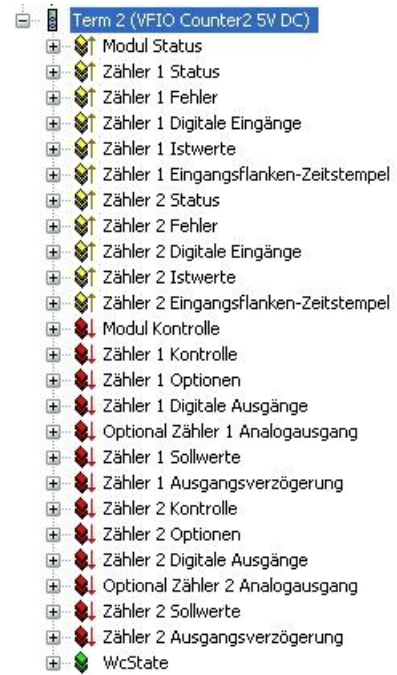 Term 2 (VFIO Counter2 5V DC)
Modul Status
Zähler 1 Status
Zähler 1 Fehler
Zähler 1 Digitale Eingänge
Zähler 1 Istwerte
Zähler 1 Eingangsflanken-Zeitstempel
Zähler 2 Status
Zähler 2 Fehler
Zähler 2 Digitale Eingänge
Zähler 2 Istwerte
Zähler 2 Eingangsflanken-Zeitstempel
Modul Kontrolle
Zähler 1 Kontrolle
Zähler 1 Optionen
Zähler 1 Digitale Ausgänge
Optional Zähler 1 Analogausgang
Zähler 1 Sollwerte
Zähler 1 Ausgangsverzögerung
Zähler 2 Kontrolle
Zähler 2 Optionen
Zähler 2 Digitale Ausgänge
Optional Zähler 2 Analogausgang
Zähler 2 Sollwerte
Zähler 2 Ausgangsverzögerung
WcState